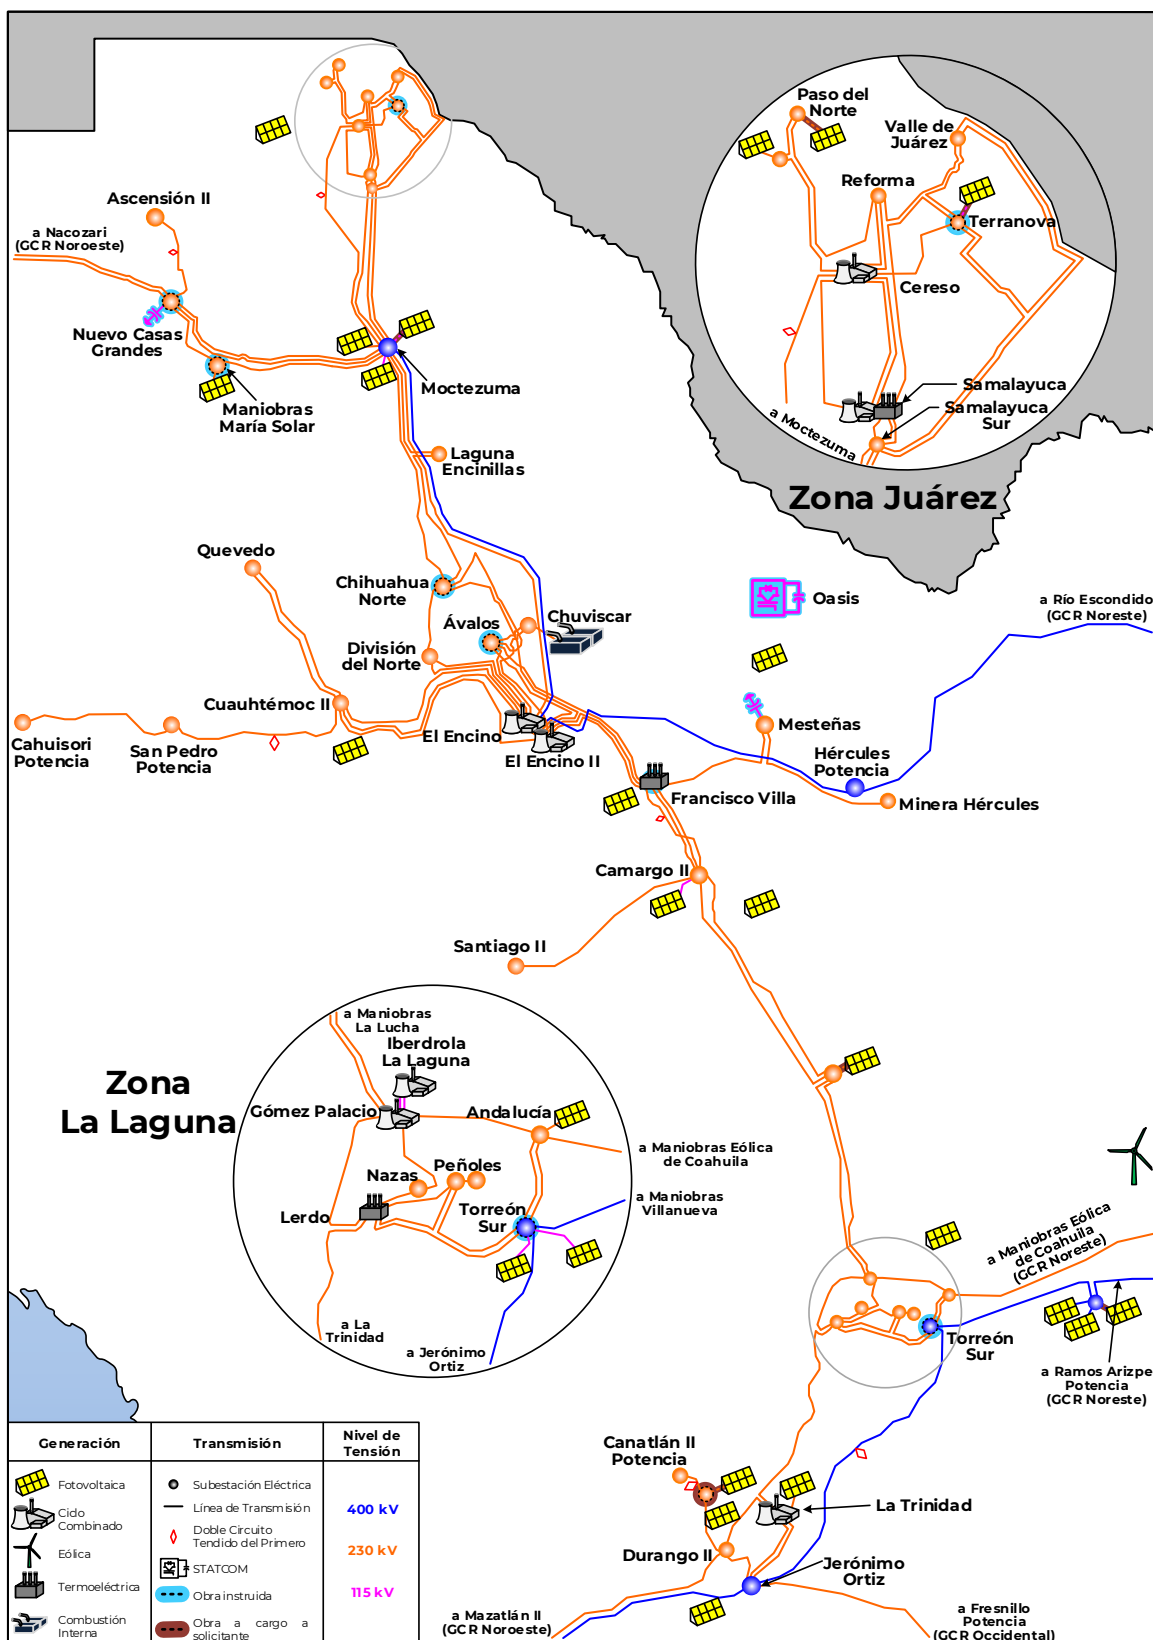 Paso del
Norte
Valle de
Juárez
Reforma
Terranova
Cereso
Samalayuca
Samalayuca
Sur
a Moctezuma
Zona Juárez
Ascensión II
a Nacozari
(GCR Noroeste)
Nuevo Casas
Grandes
Maniobras
María Solar
Moctezuma
Laguna
Encinillas
Quevedo
Chihuahua
Norte
Ávalos
Chuviscar
División
del Norte
Oasis
a Río Escondido
(GCR Noreste)
Cuauhtémoc II
Cahuisori
Potencia
San Pedro
Potencia
El Encino
El Encino II
Mesteñas
Hércules
Potencia
Francisco Villa
Minera Hércules
Camargo II
Santiago II
Zona
La Laguna
a Maniobras
La Lucha
Iberdrola
La Laguna
Gómez Palacio
Andalucía
a Maniobras Eólica
de Coahuila
Nazas
Peñoles
a Maniobras
Villanueva
Lerdo
Torreón
Sur
a La
Trinidad
a Jerónimo
Ortiz
a Maniobras Eólica
de Coahuila
(GCR Noreste)
Torreón
Sur
a Ramos Arizpe
Potencia
(GCR Noreste)
Canatlán II
Potencia
La Trinidad
Durango II
Jerónimo
Ortiz
a Mazatlán II
(GCR Noroeste)
a Fresnillo
Potencia
(GCR Occidental)
Generación
Transmisión
Nivel de
Tensión
Fotovoltaica
Ciclo
Combinado
Eólica
Termoeléctrica
Combustión
Interna
Subestación Eléctrica
Línea de Transmisión
Doble Circuito
Tendido del Primero
STATCOM
Obra instruida
Obra a cargo a
solicitante
400 kV
230 kV
115 kV